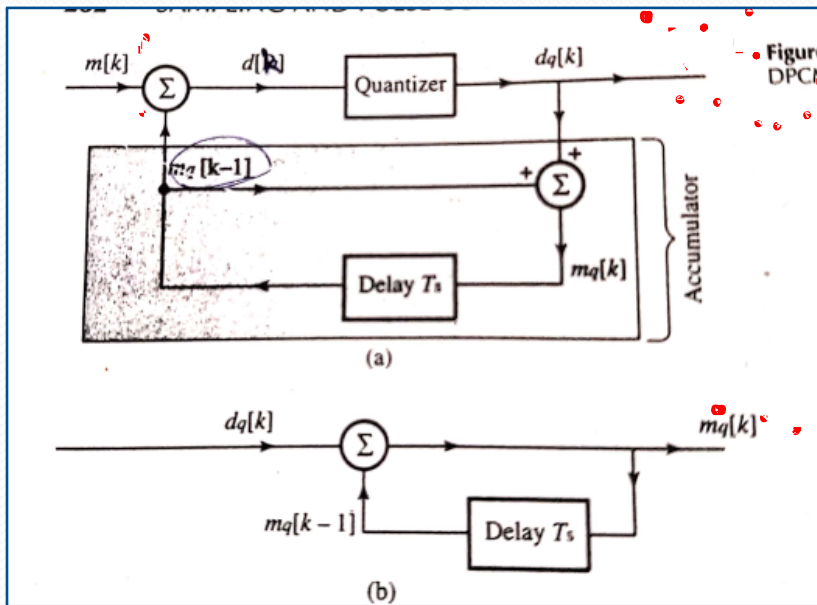 m[k]
d[k]
Quantizer
dq[k]
Figure
DPCM
Σ
mq[k−1]
+
+
Σ
Delay Ts
mq[k]
Accumulator
(a)
dq[k]
Σ
mq[k]
mq[k − 1]
Delay Ts
(b)